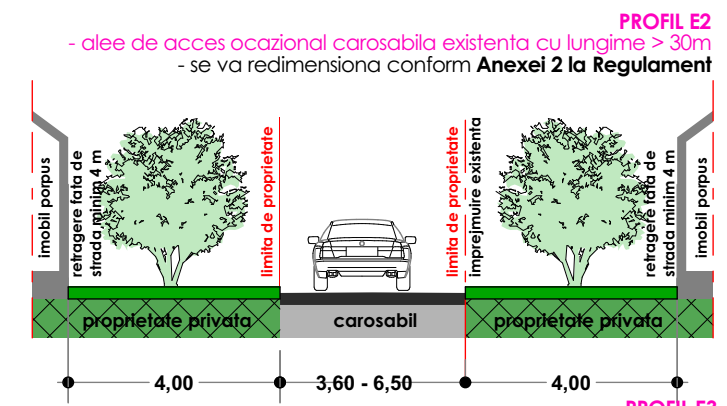 PROFIL E2
- alee de acces ocazional carosabila existenta cu lungime > 30m
- se va redimensiona conform Anexei 2 la Regulament
imobil porpus
retragere fata de
strada minim 4 m
limita de proprietate
limita de proprietate
imprejmuire existenta
retragere fata de
strada minim 4 m
imobil porpus
proprietate privata
carosabil
proprietate privata
4,00
3,60 - 6,50
4,00
PROFIL E3